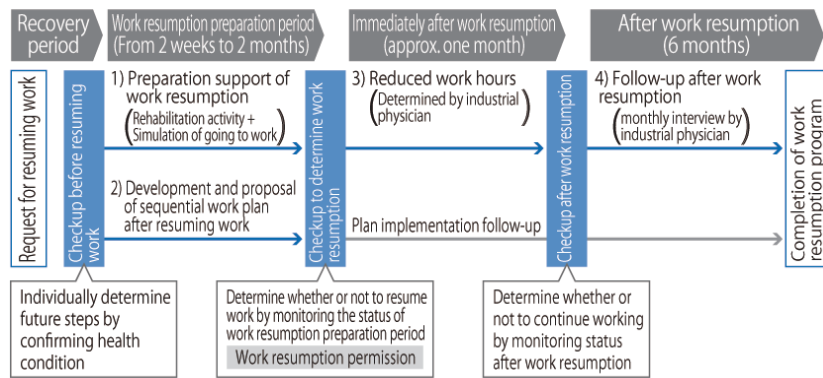 Recovery
period
Work resumption preparation period
(From 2 weeks to 2 months)
Immediately after work resumption
(approx. one month)
After work resumption
(6 months)
Request for resuming work
Checkup before resuming
work
1) Preparation support of
work resumption
(Rehabilitation activity +
Simulation of going to work)
2) Development and proposal
of sequential work plan
after resuming work
Checkup to determine work
resumption
3) Reduced work hours
(Determined by industrial
physician)
Plan implementation follow-up
Checkup after work resumption
4) Follow-up after work
resumption
(monthly interview by
industrial physician)
Completion of work
resumption program
Individually determine
future steps by
confirming health
condition
Determine whether or not to resume
work by monitoring the status of
work resumption preparation period
Work resumption permission
Determine whether or
not to continue working
by monitoring status
after work resumption